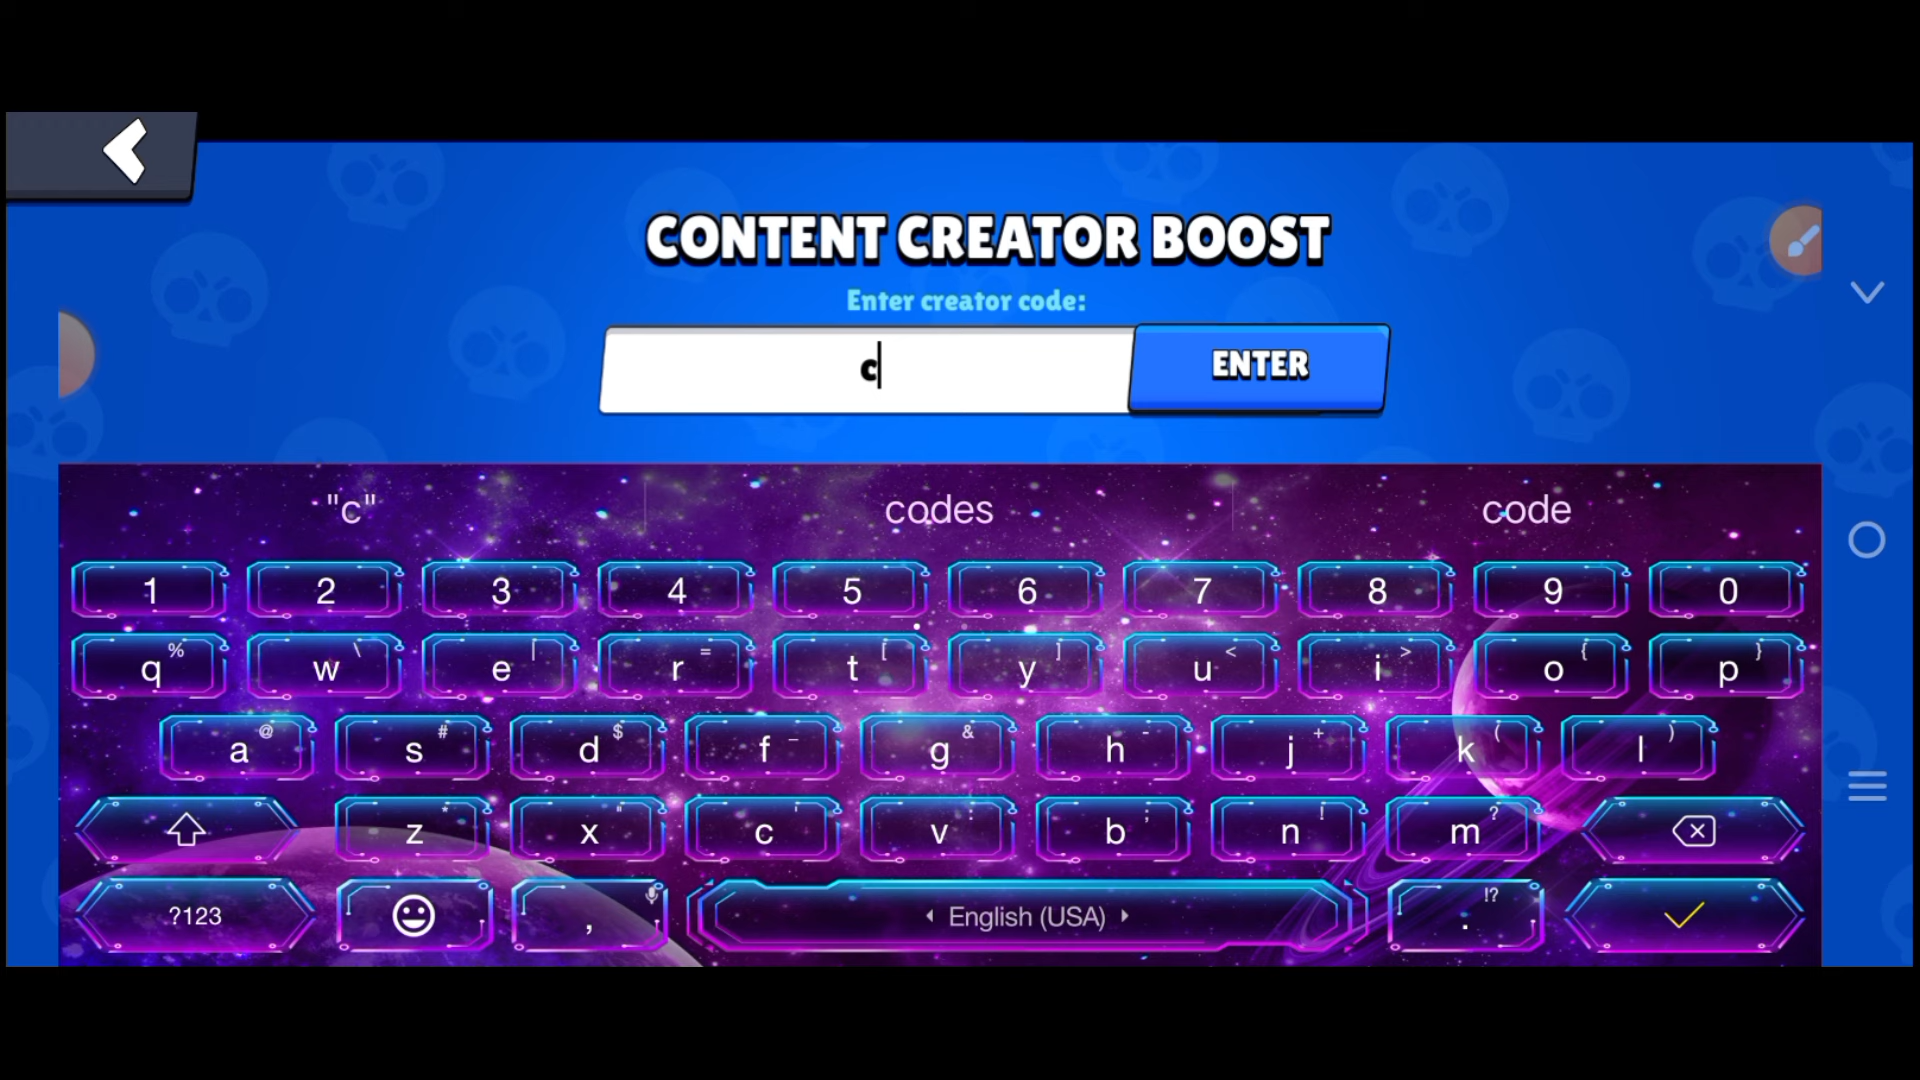 CONTENT CREATOR BOOST
Enter creator code:
c ENTER
"c" codes code
1 2 3 4 5 6 7 8 9 0
q % w \ e | r = t [ y ] u < i > o { p }
a @ s # d $ f _ g & h - j + k ( l )
z * x " c ' v : b ; n ! m ?
?123 , English (USA) . !?